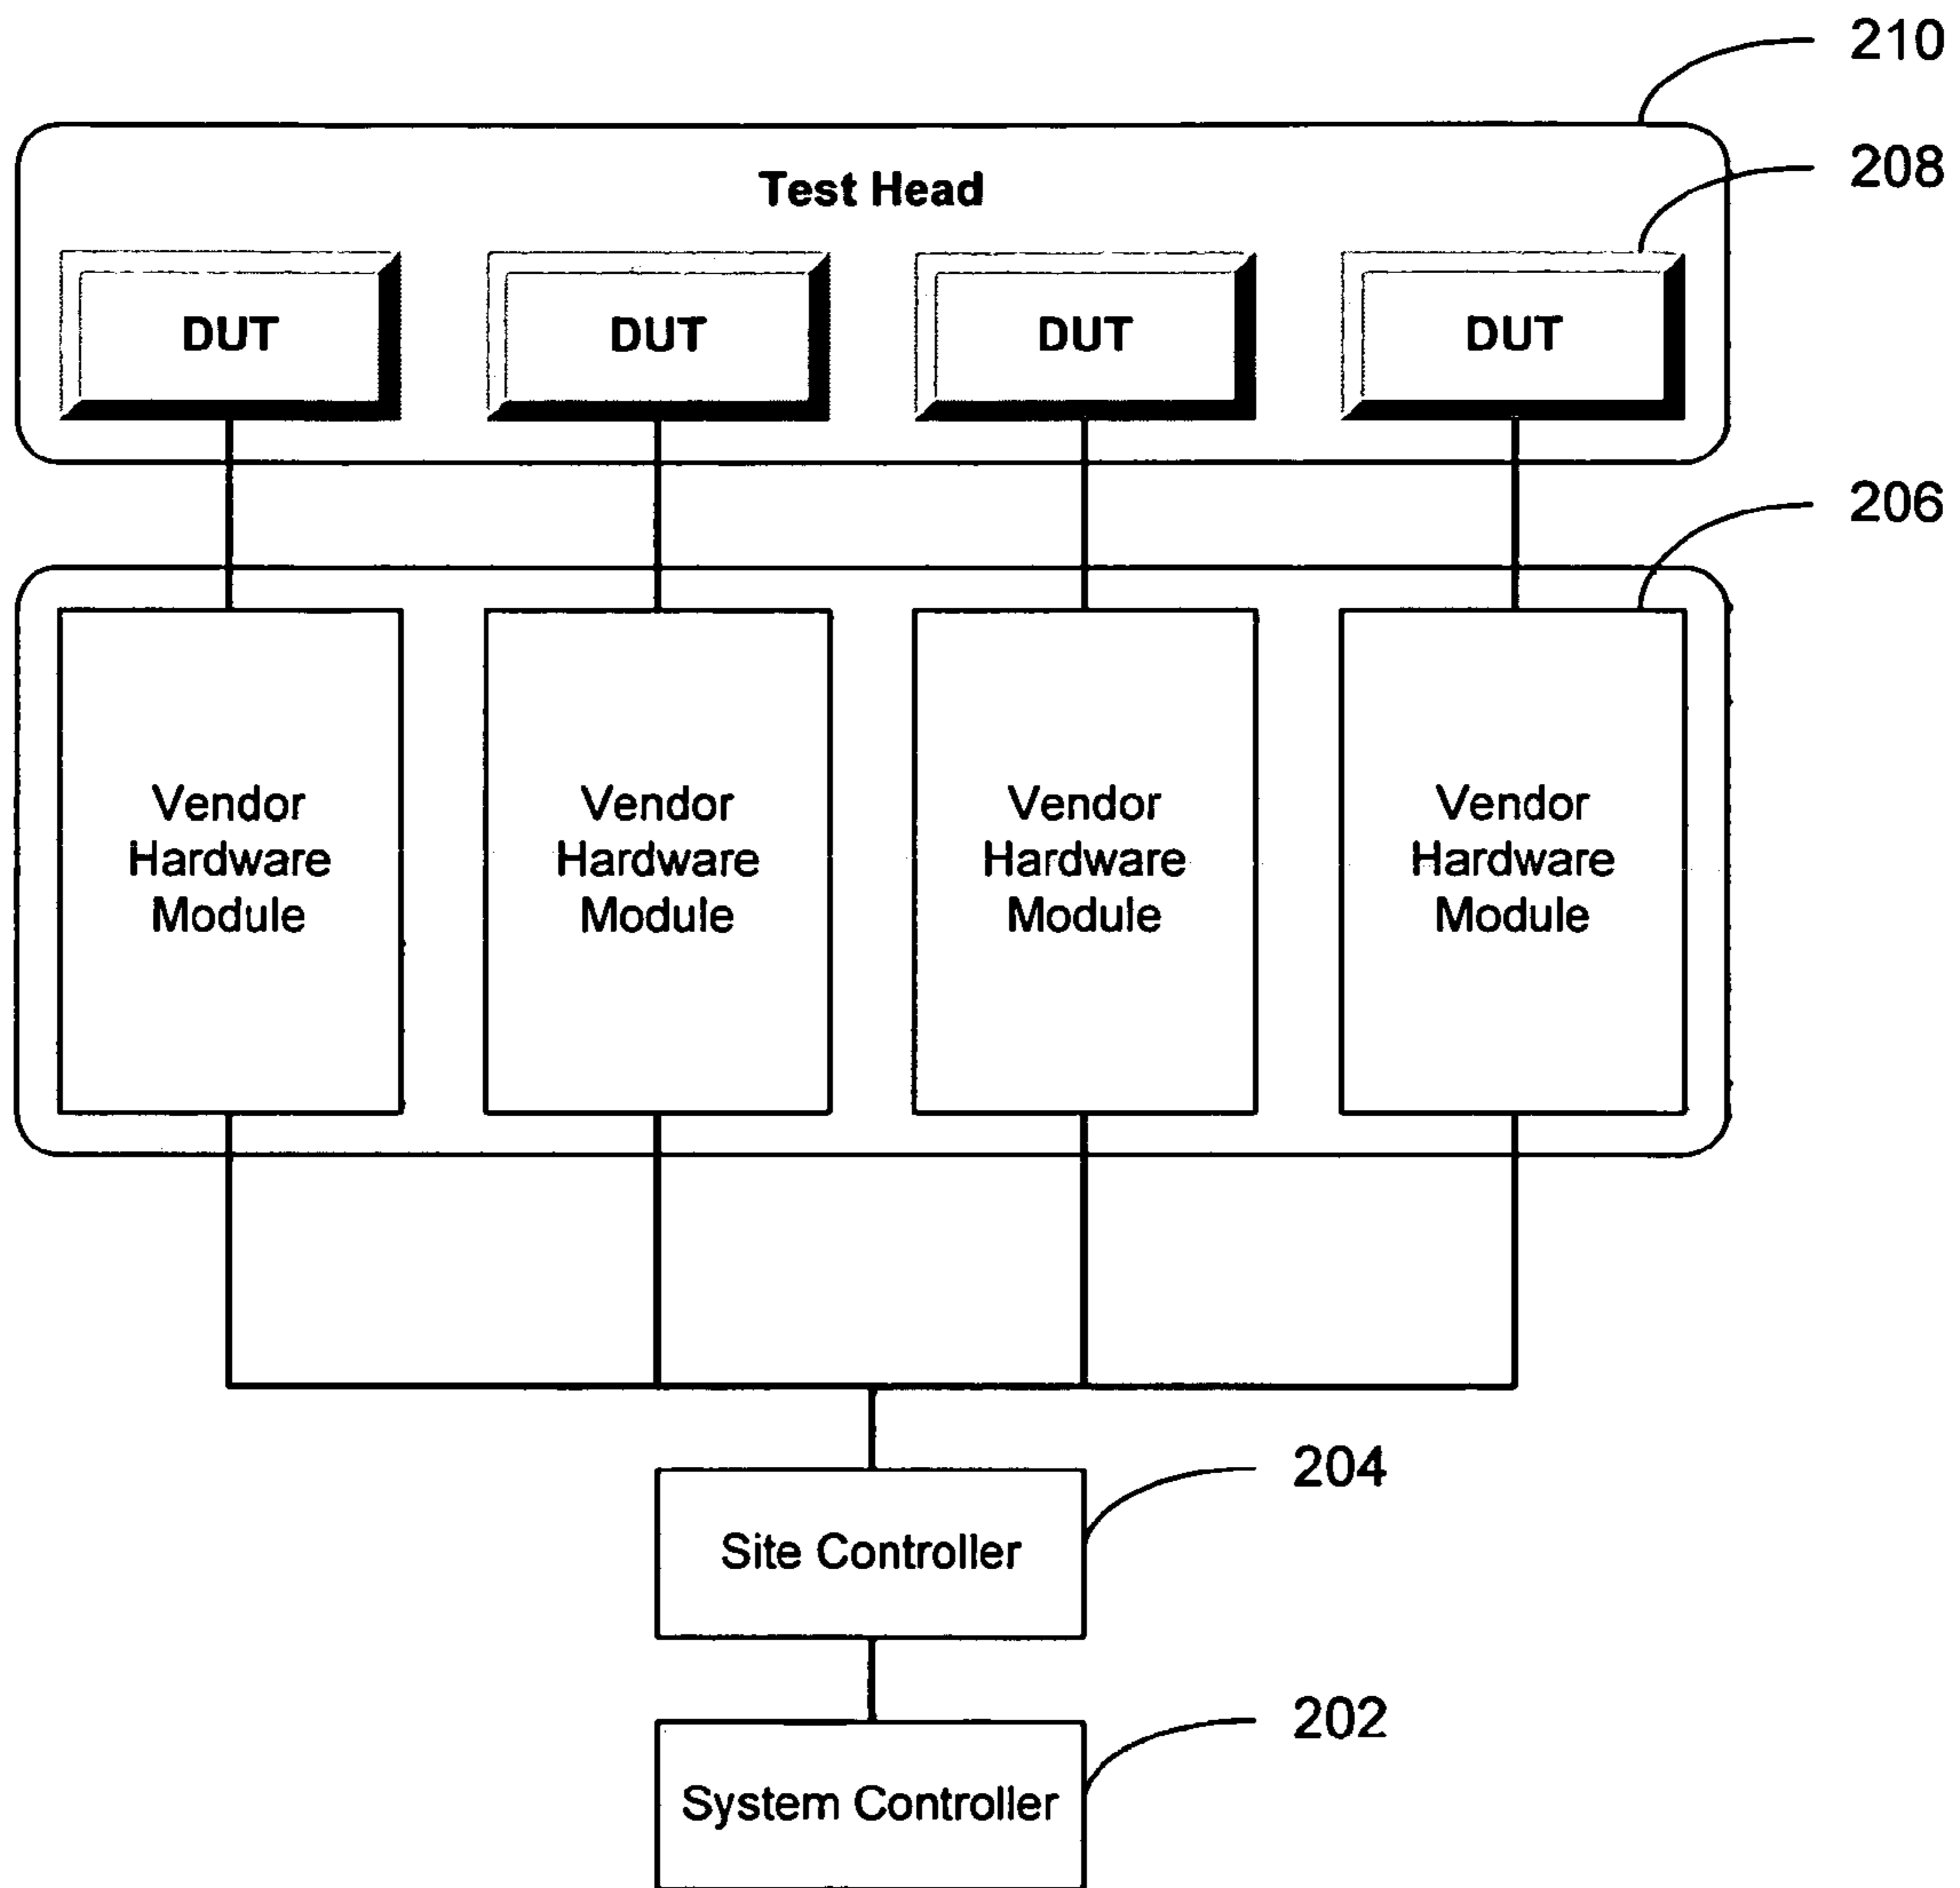 210
208
Test Head
DUT DUT DUT DUT
206
Vendor Vendor Vendor Vendor
Hardware Hardware Hardware Hardware
Module Module Module Module
204
Site Controller
202
System Controller